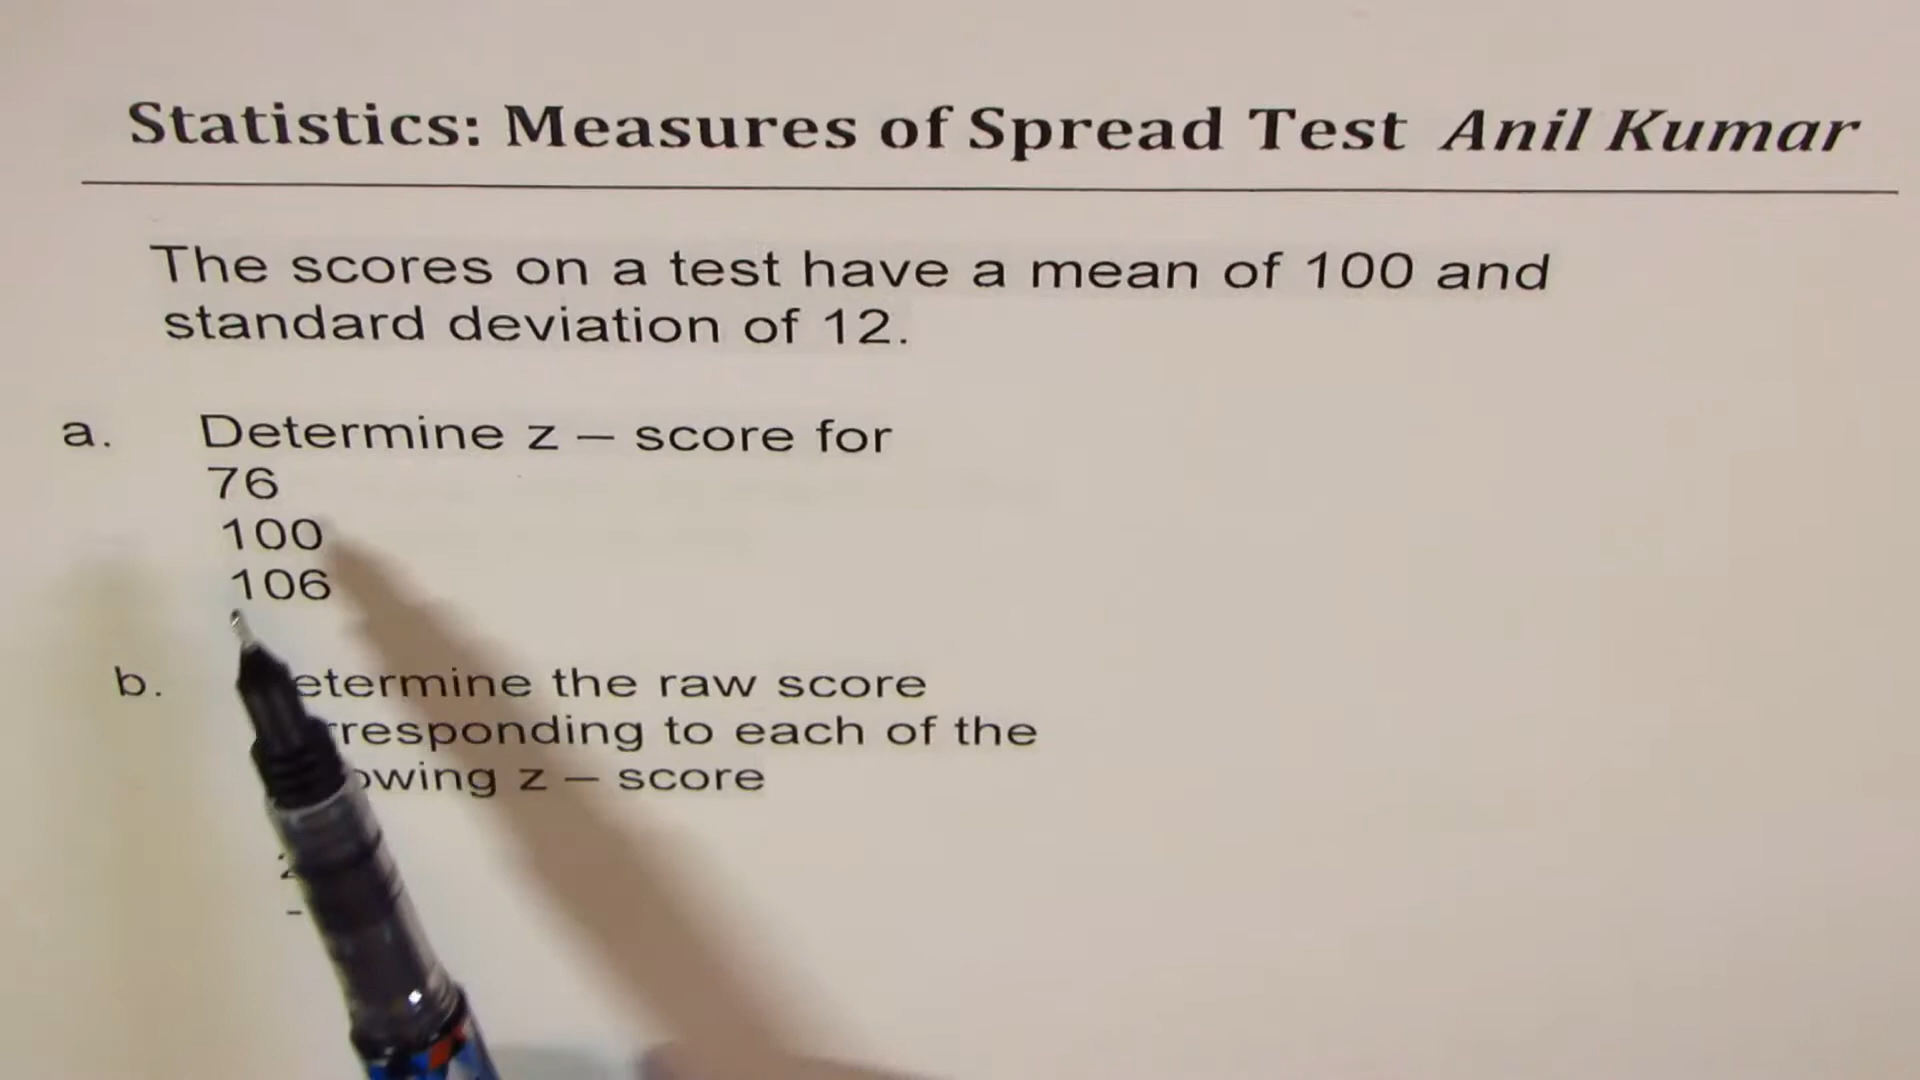 Statistics: Measures of Spread Test Anil Kumar
The scores on a test have a mean of 100 and
standard deviation of 12.
a. Determine z – score for
76
100
106
b. etermine the raw score
rresponding to each of the
owing z – score
-